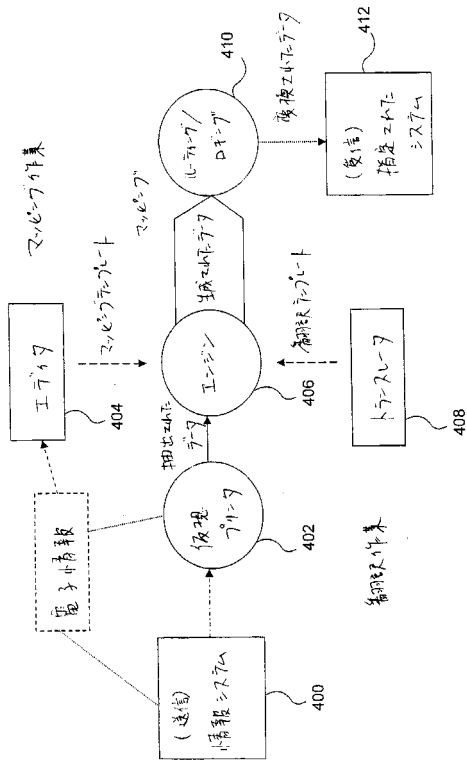 マッピング作業
エディタ
404
マッピングテンプレート
電子情報
(送信)
情報システム
400
仮想
プリンタ
402
抽出された
データ
エンジン
406
マッピング
生成されたデータ
ルーティング/
ロギング
410
変換されたデータ
(受信)
指定された
システム
412
翻訳テンプレート
トランスレータ
408
翻訳作業